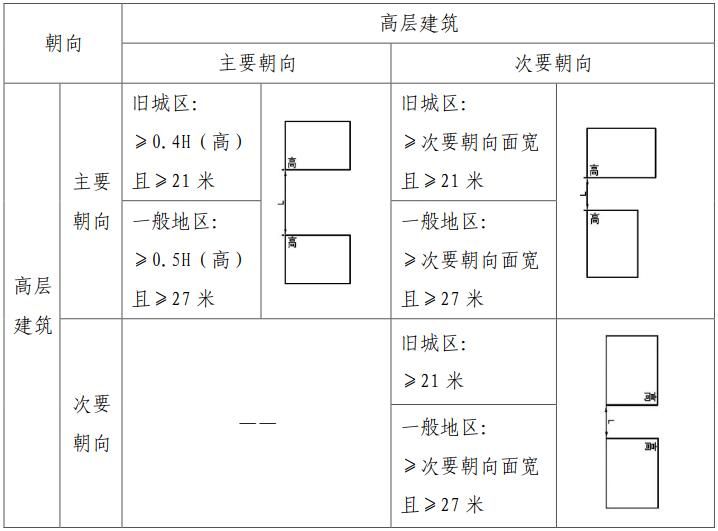 朝向
高层建筑
主要朝向
次要朝向
高层
建筑
主要
朝向
旧城区：
≥0.4H（高）
且≥21 米
一般地区：
≥0.5H（高）
且≥27 米
高
L
高
旧城区：
≥次要朝向面宽
且≥21 米
一般地区：
≥次要朝向面宽
且≥27 米
高
L
高
次要
朝向
——
旧城区：
≥21 米
一般地区：
≥次要朝向面宽
且≥27 米
高
L
高